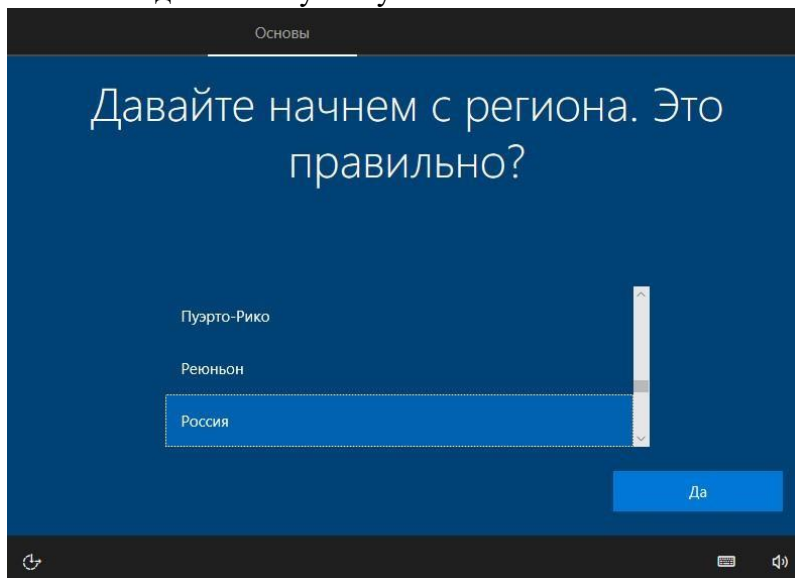 Основы
Давайте начнем с региона. Это
правильно?
Пуэрто-Рико
Реюньон
Россия
Да